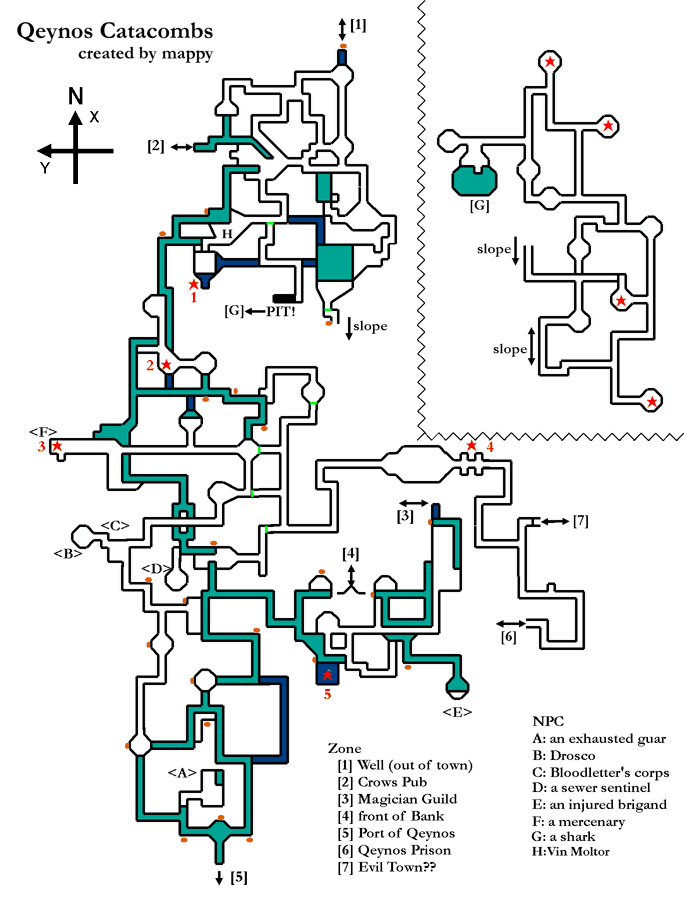 Qeynos Catacombs
created by mappy
[1]
N
X
Y
[2]
H
1
[G]
PIT!
slope
[G]
slope
slope
2
<F>
3
4
[3]
[7]
<C>
<B>
<D>
[4]
[6]
5
<E>
<A>
[5]
Zone
[1] Well (out of town)
[2] Crows Pub
[3] Magician Guild
[4] front of Bank
[5] Port of Qeynos
[6] Qeynos Prison
[7] Evil Town??
NPC
A: an exhausted guar
B: Drosco
C: Bloodletter's corps
D: a sewer sentinel
E: an injured brigand
F: a mercenary
G: a shark
H:Vin Moltor